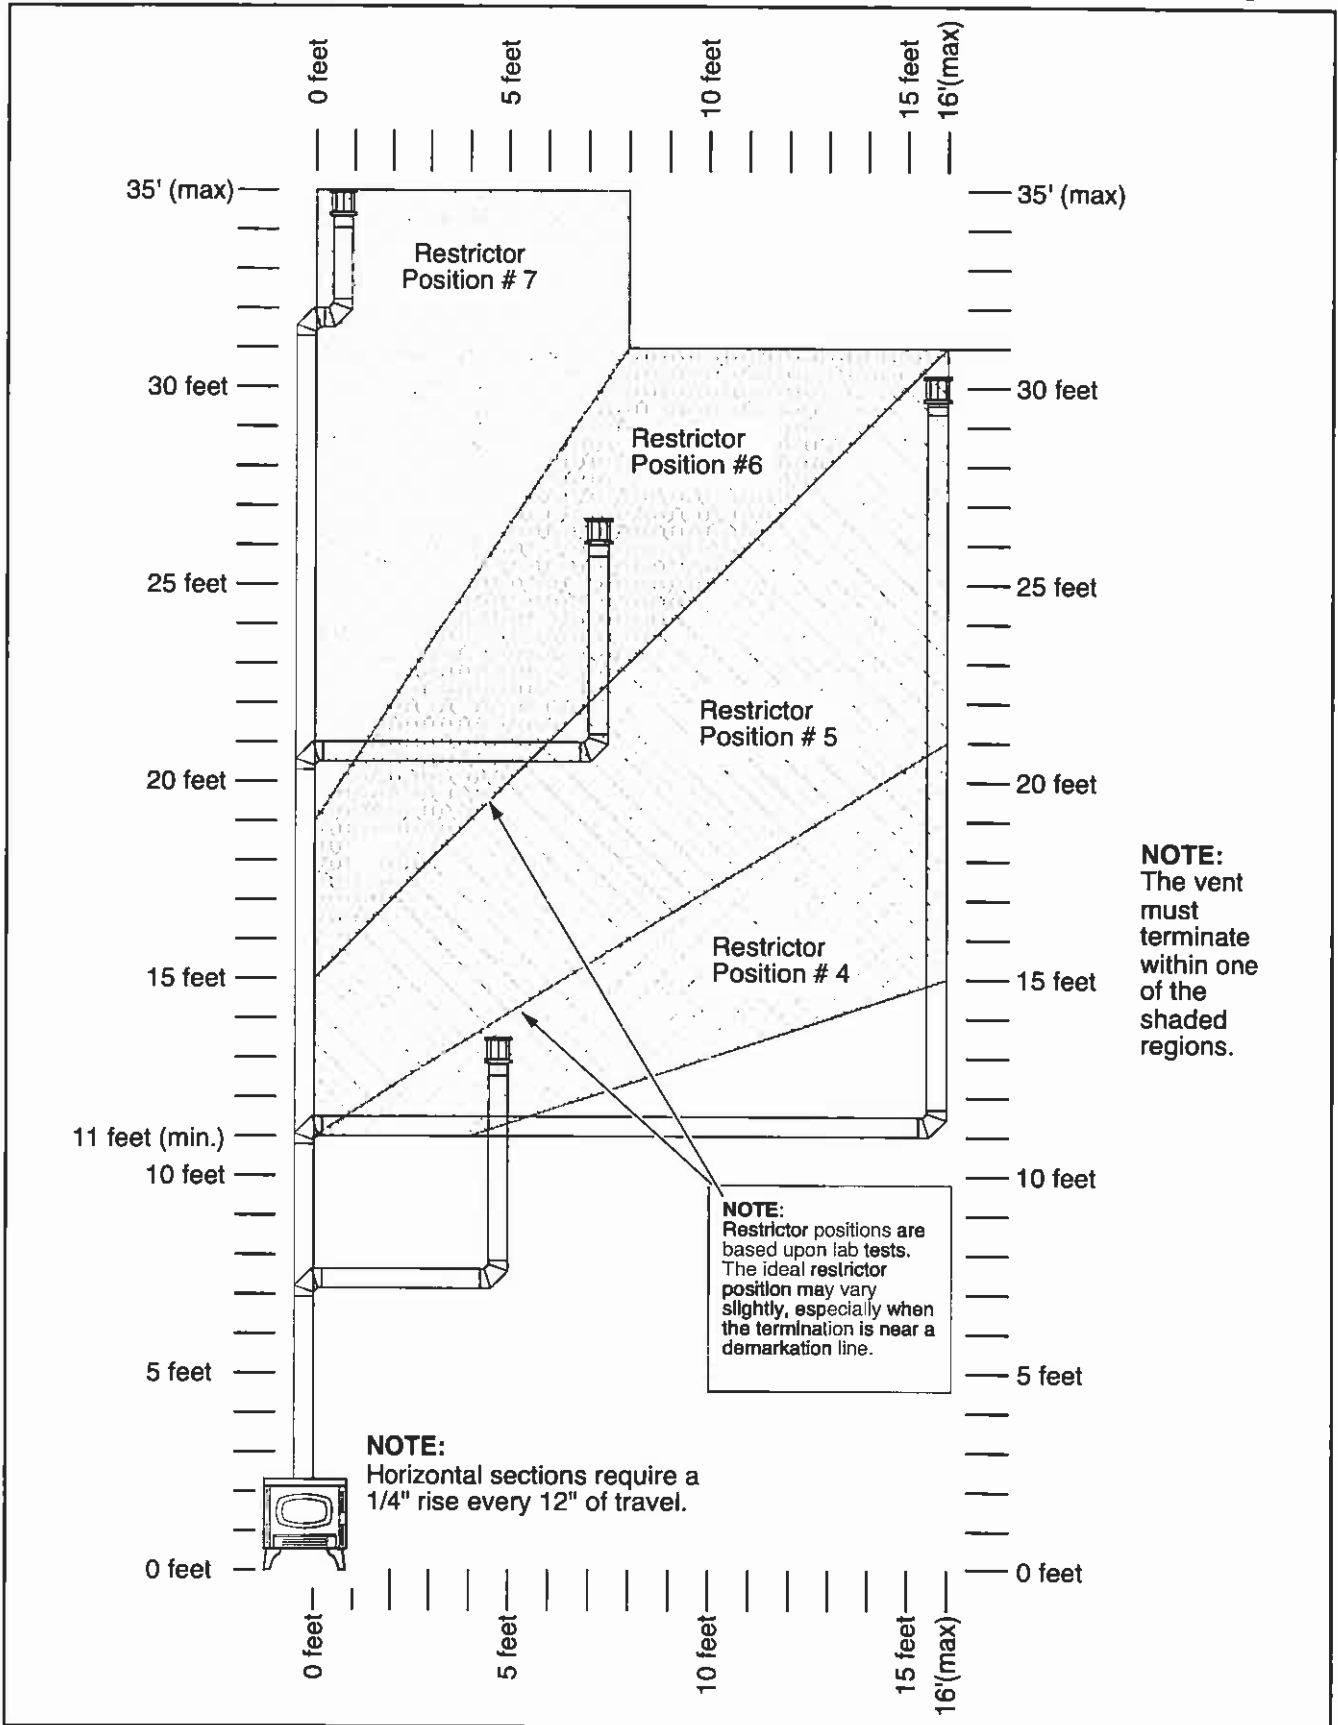 0 feet
5 feet
10 feet
15 feet
16'(max)
35' (max)
35' (max)
Restrictor
Position # 7
30 feet
30 feet
Restrictor
Position #6
25 feet
25 feet
Restrictor
Position # 5
20 feet
20 feet
NOTE:
The vent
must
terminate
within one
of the
shaded
regions.
Restrictor
Position # 4
15 feet
15 feet
11 feet (min.)
10 feet
10 feet
NOTE:
Restrictor positions are
based upon lab tests.
The ideal restrictor
position may vary
slightly, especially when
the termination is near a
demarkation line.
5 feet
5 feet
NOTE:
Horizontal sections require a
1/4" rise every 12" of travel.
0 feet
0 feet
0 feet
5 feet
10 feet
15 feet
16'(max)